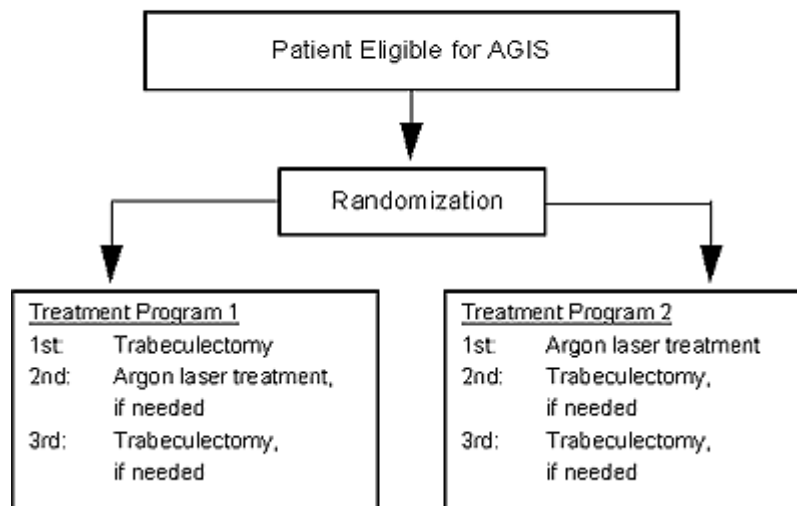 Patient Eligible for AGIS
Randomization
Treatment Program 1
1st: Trabeculectomy
2nd: Argon laser treatment,
if needed
3rd: Trabeculectomy,
if needed
Treatment Program 2
1st: Argon laser treatment
2nd: Trabeculectomy,
if needed
3rd: Trabeculectomy,
if needed